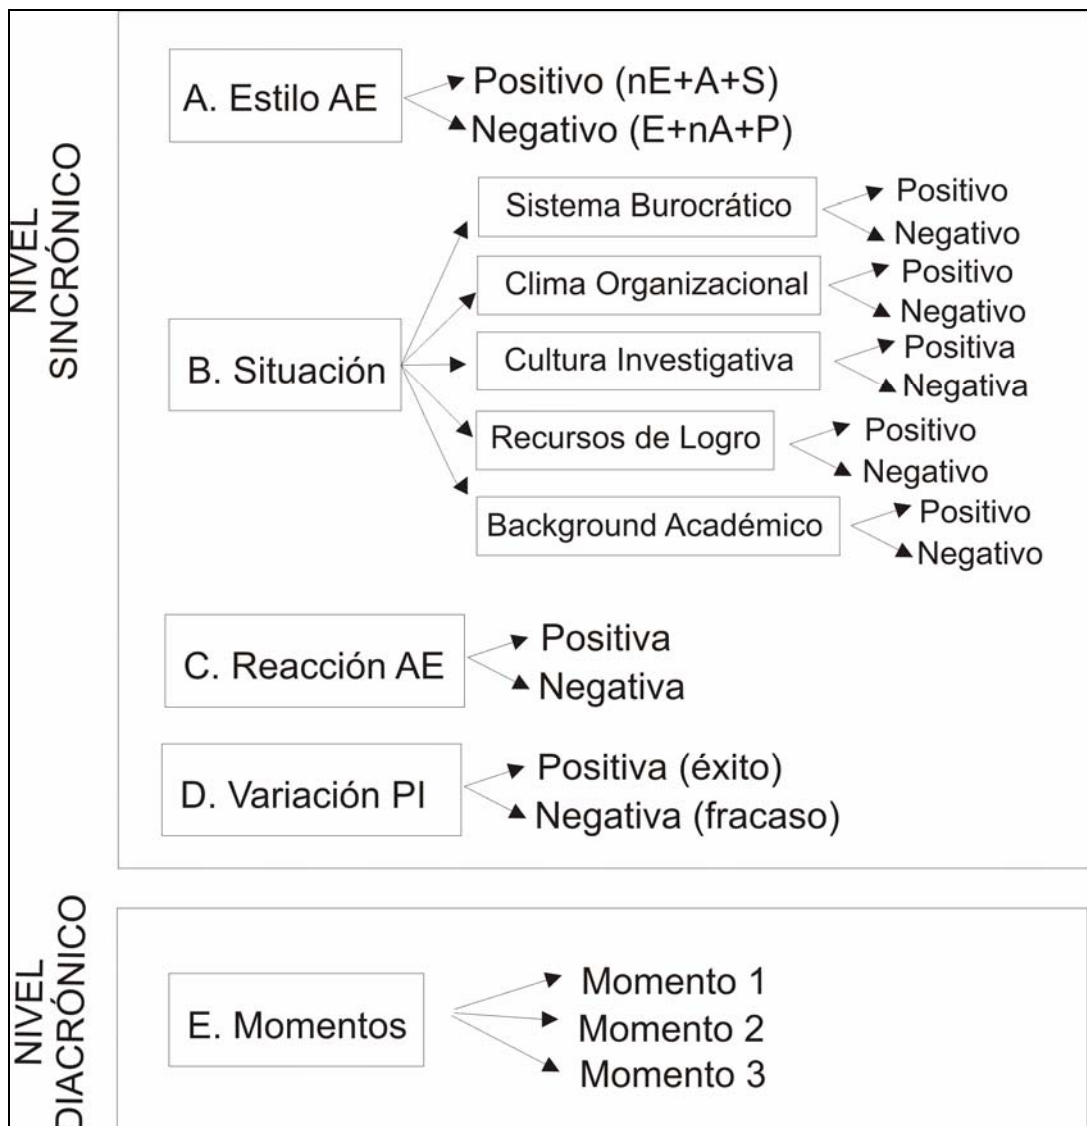 NIVEL
SINCRÓNICO
A. Estilo AE
Positivo (nE+A+S)
Negativo (E+nA+P)
B. Situación
Sistema Burocrático
Positivo
Negativo
Clima Organizacional
Positivo
Negativo
Cultura Investigativa
Positiva
Negativa
Recursos de Logro
Positivo
Negativo
Background Académico
Positivo
Negativo
C. Reacción AE
Positiva
Negativa
D. Variación PI
Positiva (éxito)
Negativa (fracaso)
NIVEL
DIACRÓNICO
E. Momentos
Momento 1
Momento 2
Momento 3